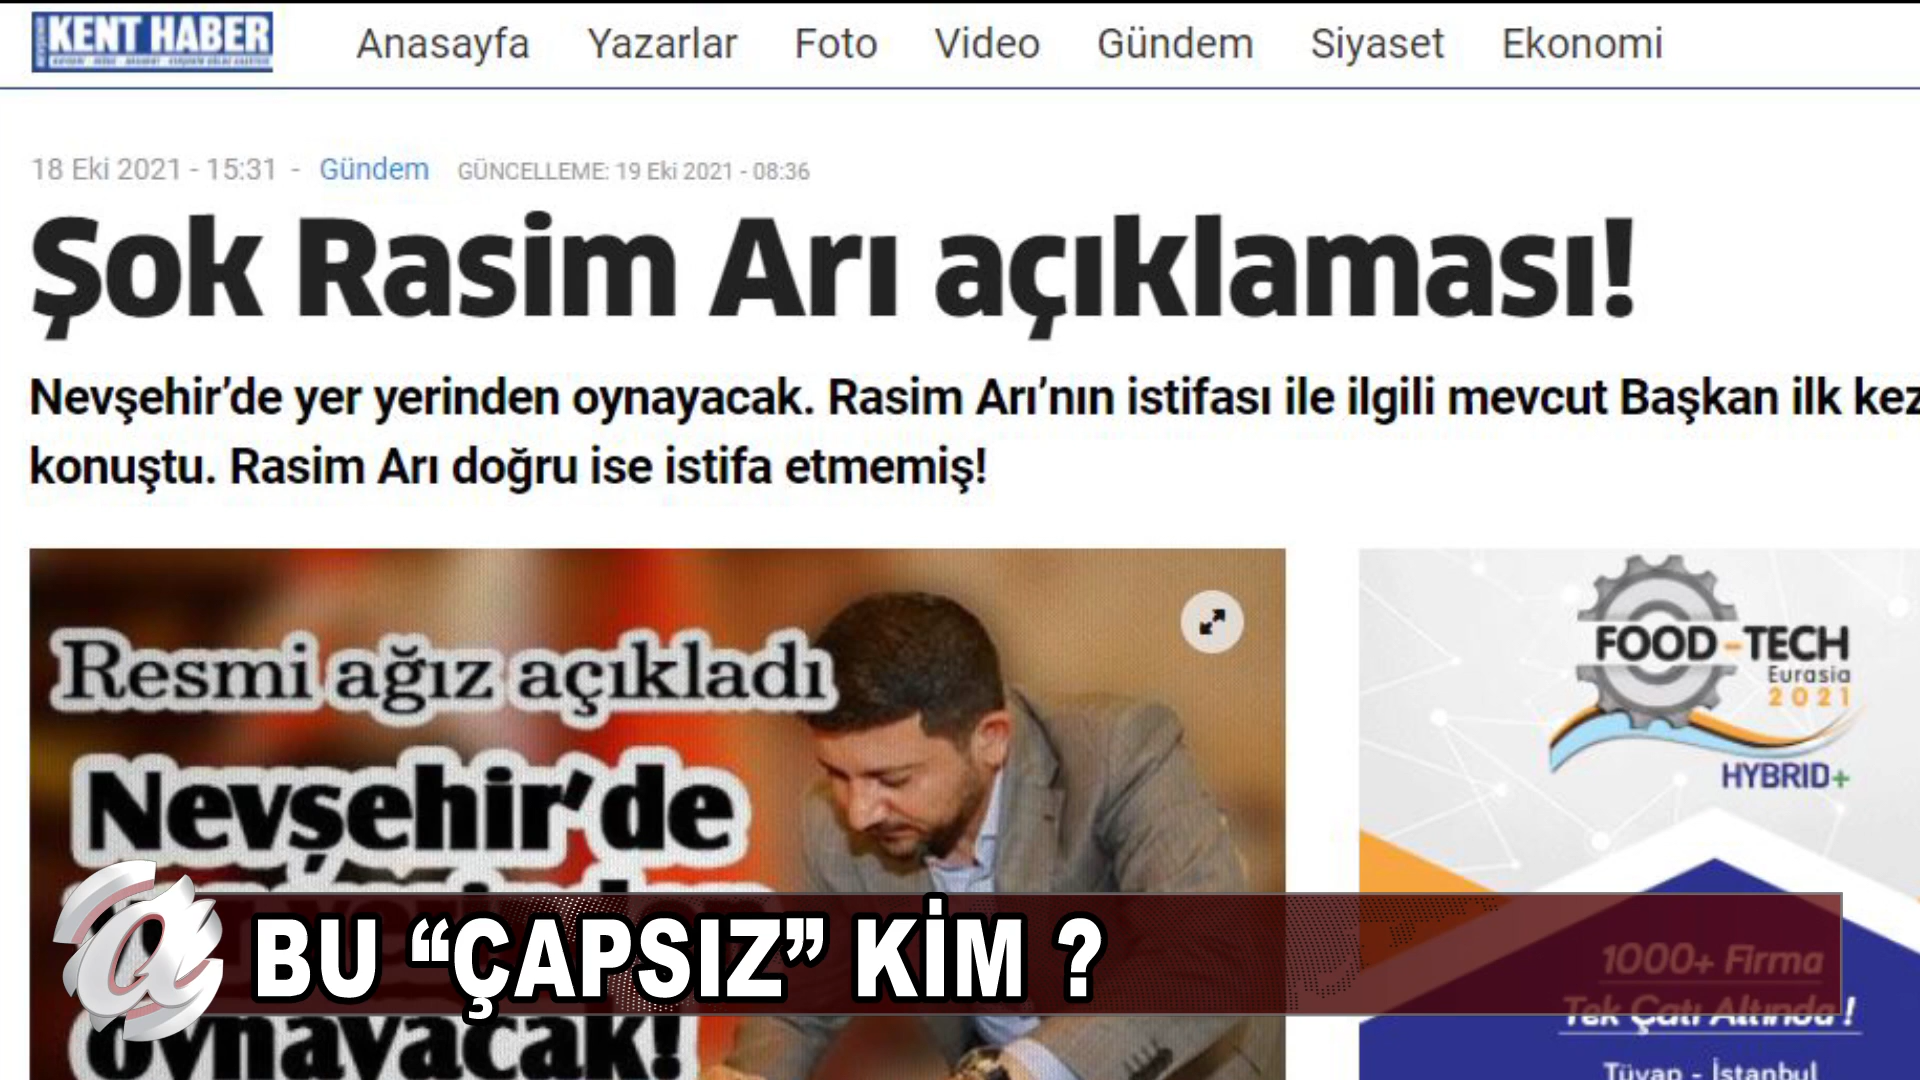 KENT HABER
Anasayfa Yazarlar Foto Video Gündem Siyaset Ekonomi
18 Eki 2021 - 15:31 - Gündem GÜNCELLEME: 19 Eki 2021 - 08:36
Şok Rasim Arı açıklaması!
Nevşehir’de yer yerinden oynayacak. Rasim Arı’nın istifası ile ilgili mevcut Başkan ilk kez
konuştu. Rasim Arı doğru ise istifa etmemiş!
Resmi ağız açıkladı
Nevşehir’de
oynayacak!
FOOD-TECH
Eurasia
2021
HYBRID+
1000+ Firma
Tek Çatı Altında !
Tüyap - İstanbul
BU “ÇAPSIZ” KİM ?